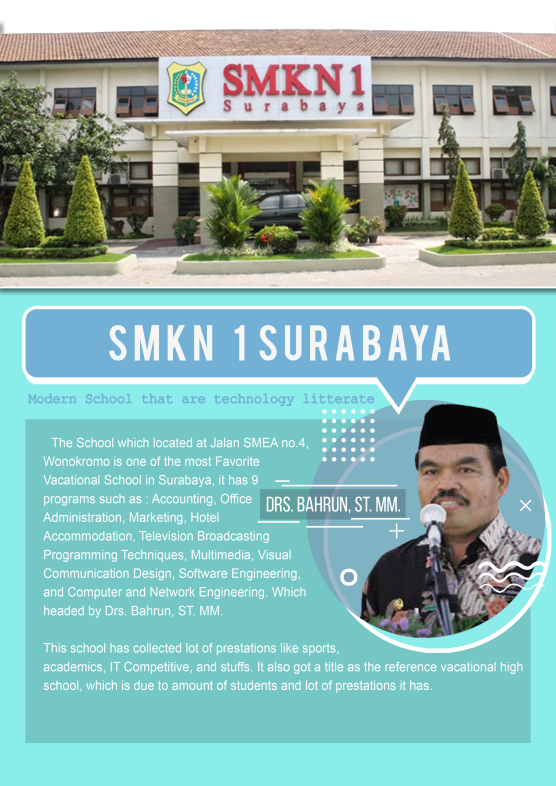 SMKN 1
Surabaya
SMKN 1 SURABAYA
Modern School that are technology litterate
The School which located at Jalan SMEA no.4,
Wonokromo is one of the most Favorite
Vacational School in Surabaya, it has 9
programs such as : Accounting, Office
Administration, Marketing, Hotel
Accommodation, Television Broadcasting
Programming Techniques, Multimedia, Visual
Communication Design, Software Engineering,
and Computer and Network Engineering. Which
headed by Drs. Bahrun, ST. MM.
DRS. BAHRUN, ST. MM.
This school has collected lot of prestations like sports,
academics, IT Competitive, and stuffs. It also got a title as the reference vacational high
school, which is due to amount of students and lot of prestations it has.